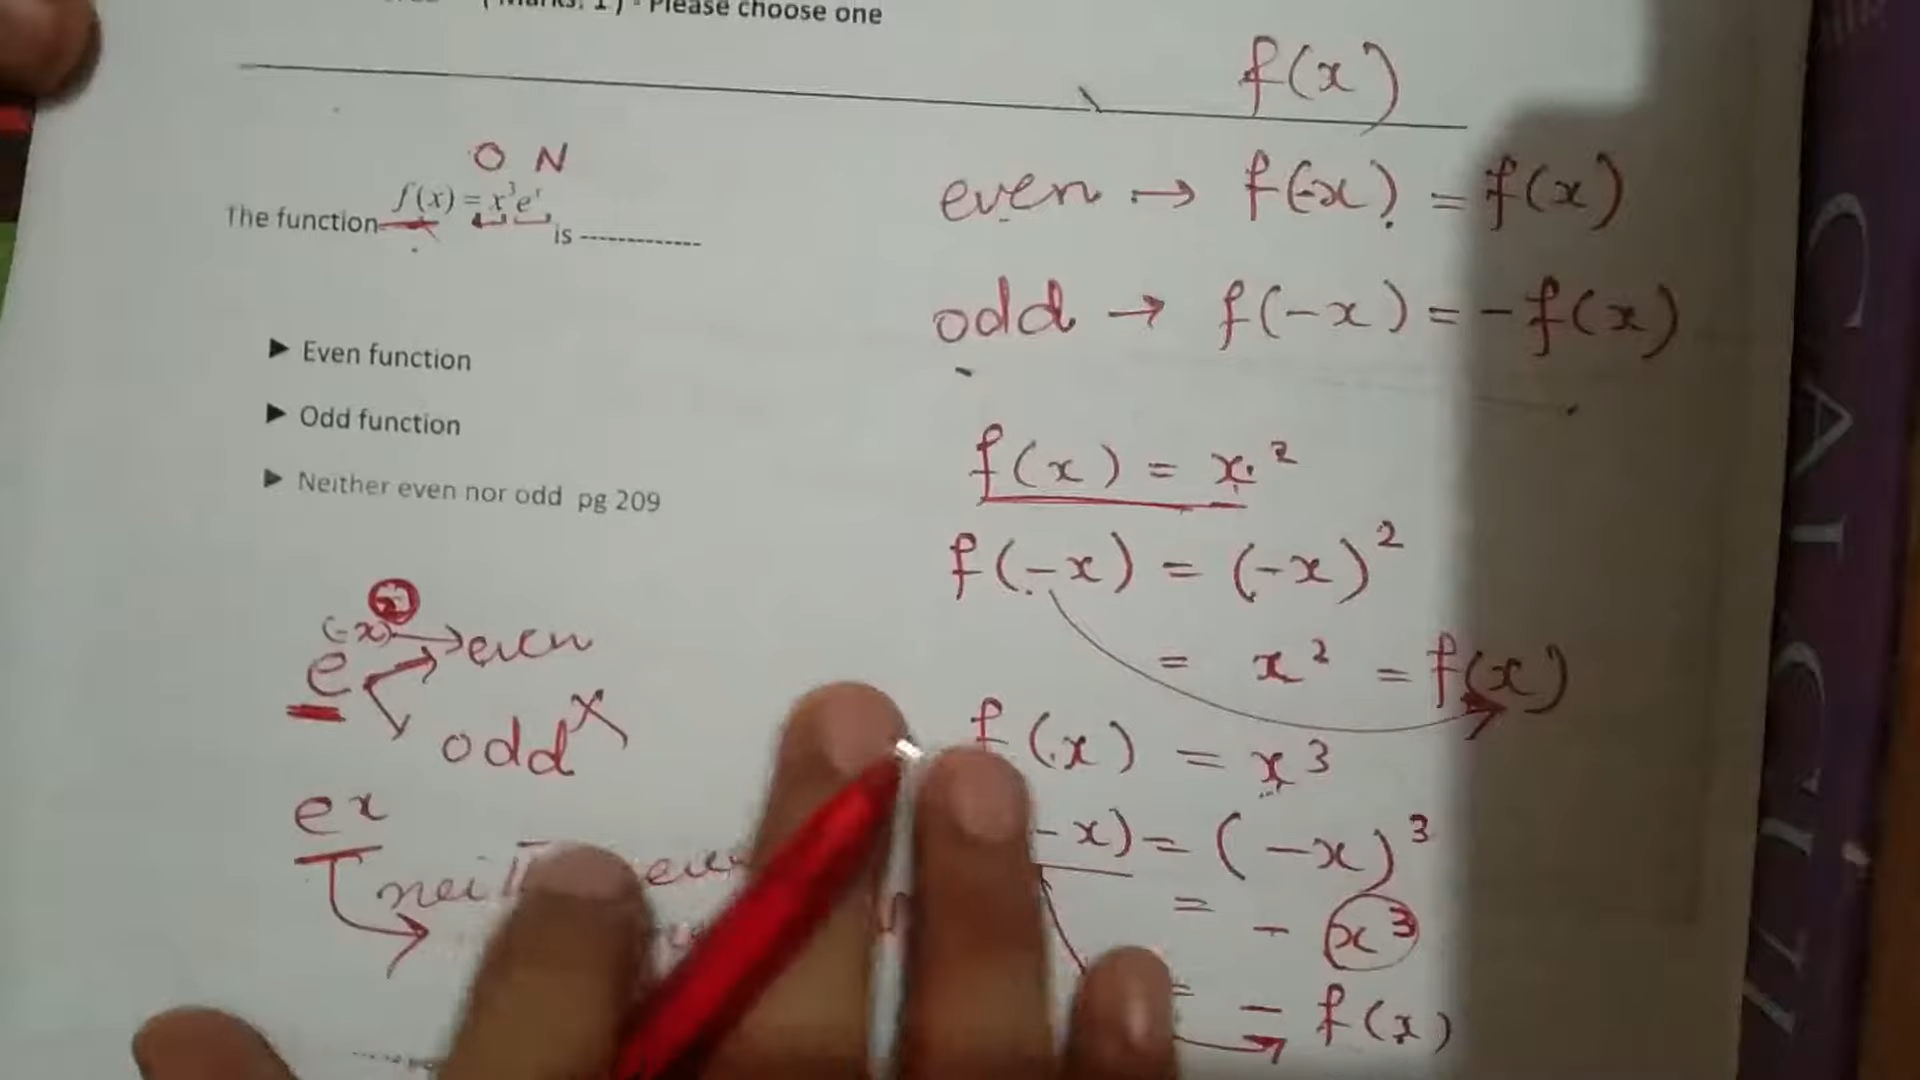 Please choose one
f(x)
O N
The function f(x) = x³eˣ is -------------
even → f(-x) = f(x)
odd → f(-x) = -f(x)
▶ Even function
▶ Odd function
▶ Neither even nor odd pg 209
f(x) = x²
f(-x) = (-x)²
= x² = f(x)
f(x) = x³
-x) = (-x)³
= - x³
= - f(x)
(-x)² → even
e
odd x
ex